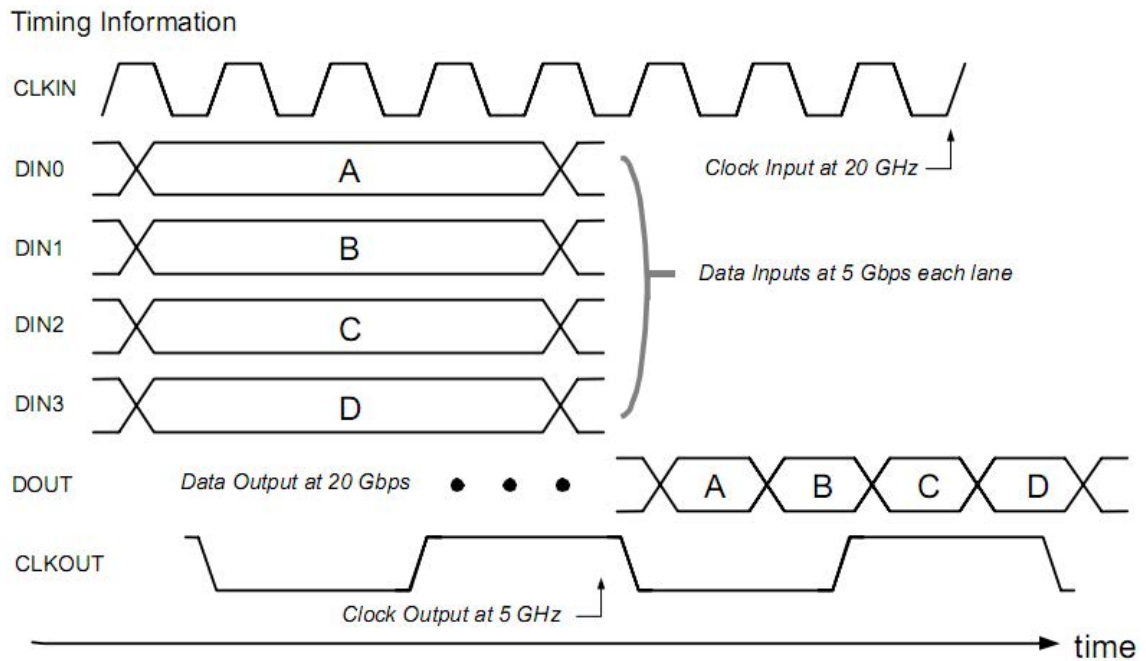 Timing Information
CLKIN
DIN0
A
Clock Input at 20 GHz
DIN1
B
Data Inputs at 5 Gbps each lane
DIN2
C
DIN3
D
DOUT
Data Output at 20 Gbps
A
B
C
D
CLKOUT
Clock Output at 5 GHz
time